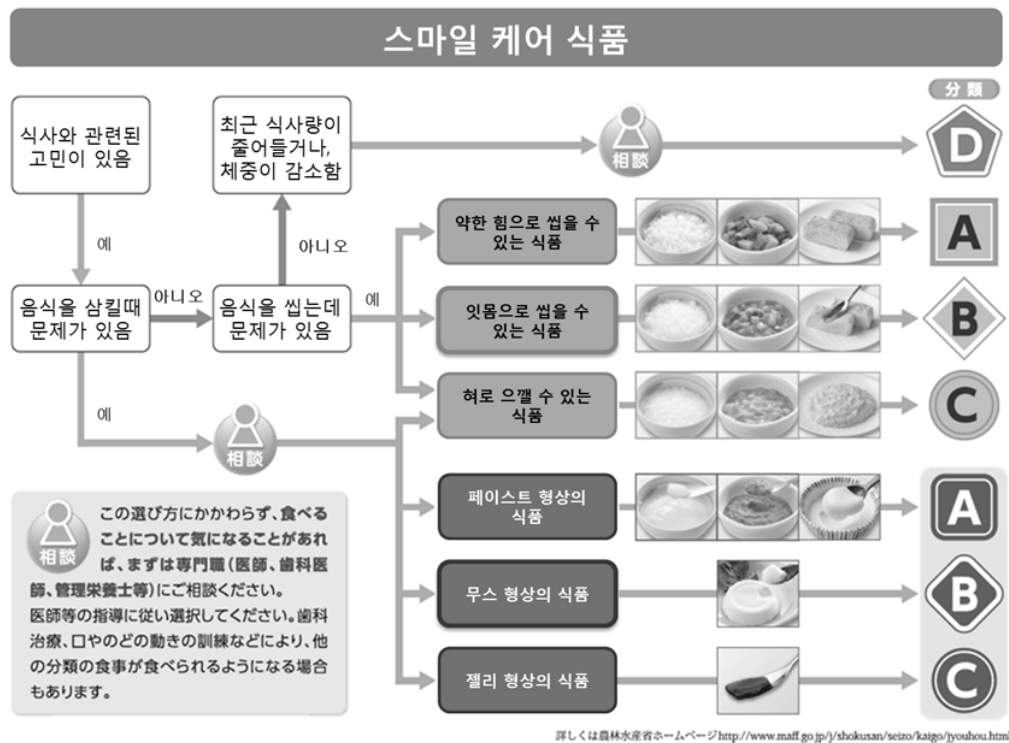 스마일 케어 식품
分類
식사와 관련된
고민이 있음
최근 식사량이
줄어들거나,
체중이 감소함
相談
D
예
아니오
약한 힘으로 씹을 수
있는 식품
A
음식을 삼킬때
문제가 있음
아니오
음식을 씹는데
문제가 있음
예
잇몸으로 씹을 수
있는 식품
B
예
相談
혀로 으깰 수 있는
식품
C
페이스트 형상의
식품
A
무스 형상의 식품
B
젤리 형상의 식품
C
相談
この選び方にかかわらず、食べる
ことについて気になることがあれ
ば、まずは専門職(医師、歯科医
師、管理栄養士等)にご相談ください。
医師等の指導に従い選択してください。歯科
治療、口やのどの動きの訓練などにより、他
の分類の食事が食べられるようになる場合
もあります。
詳しくは農林水産省ホームページhttp://www.maff.go.jp/j/shokusan/seizo/kaigo/jyouhou.html